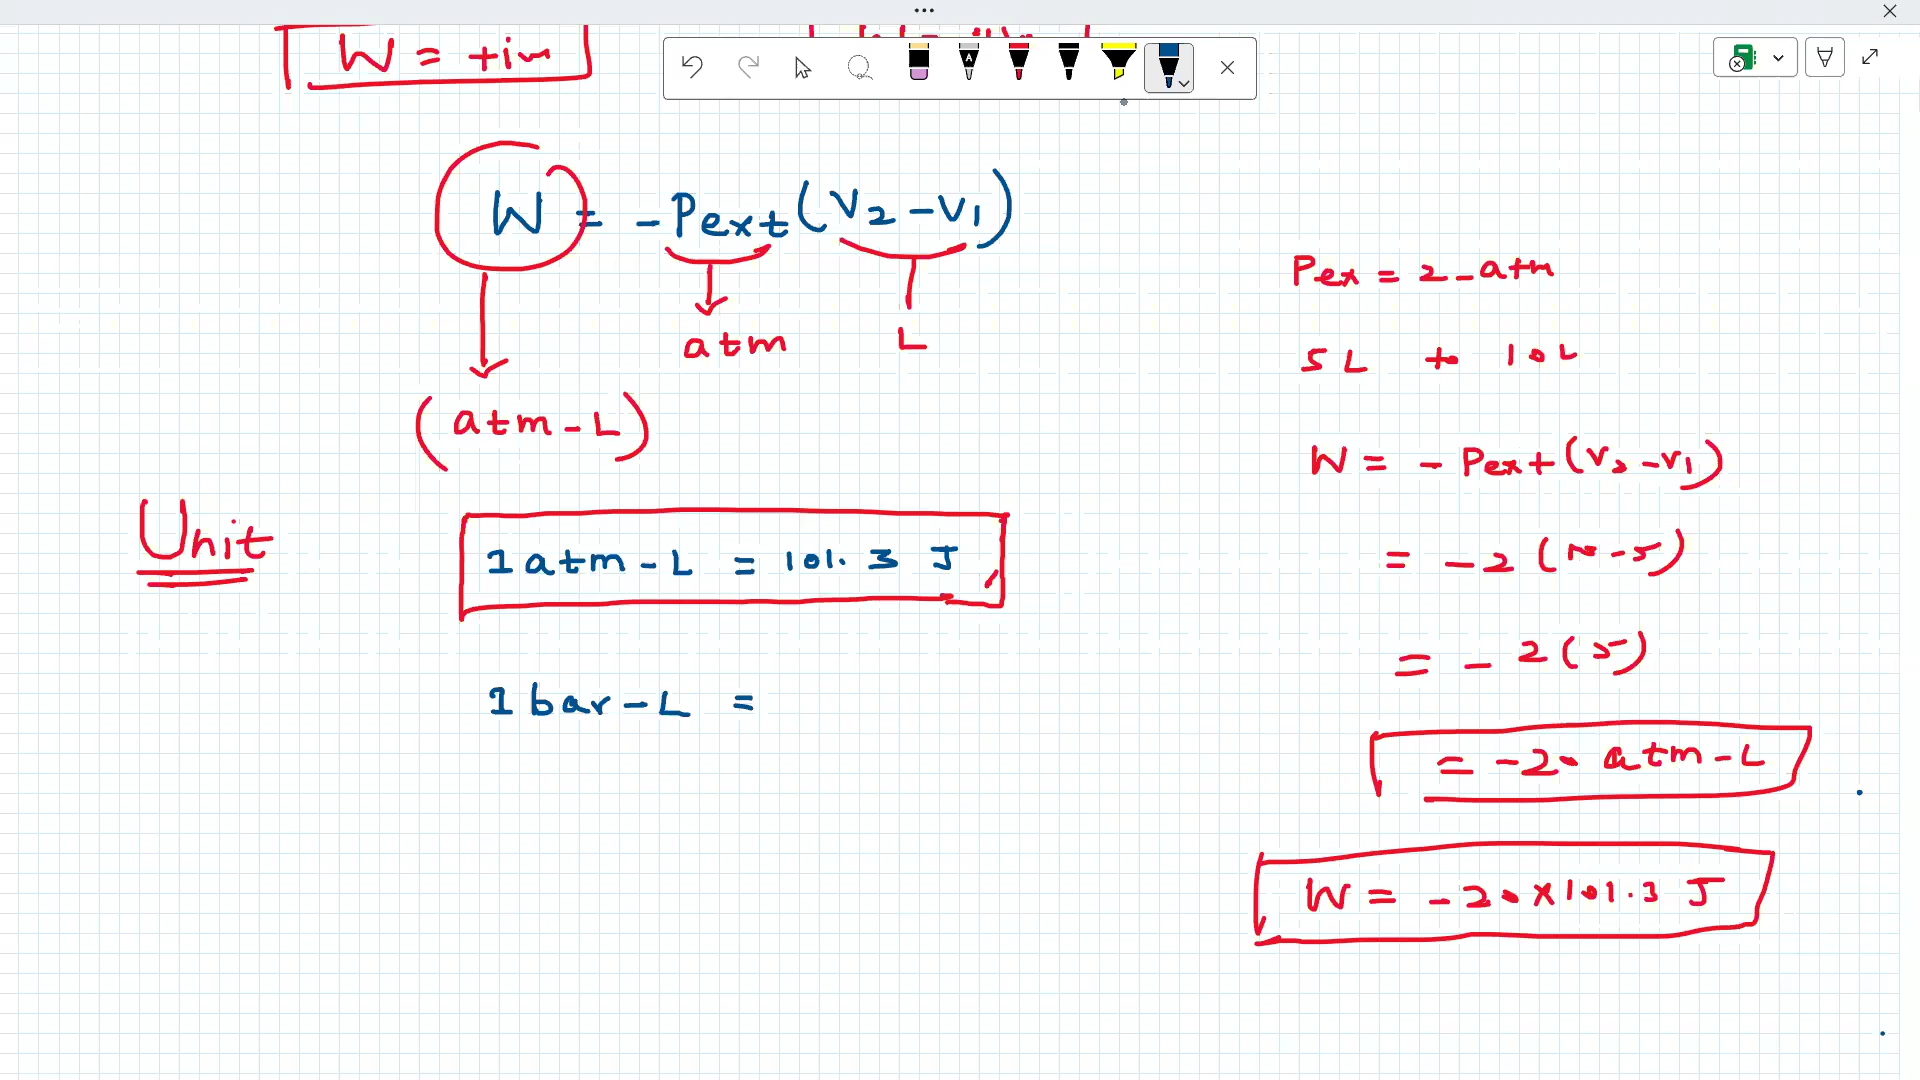 W = +iv
W = -Pext (V2 - V1)
atm
L
(atm - L)
Unit
1 atm - L = 101.3 J
1 bar - L =
Pex = 2 - atm
5 L to 10 L
W = - Pext (V2 - V1)
= -2 (10 - 5)
= - 2 (5)
= -20 atm - L
W = -20 x 101.3 J